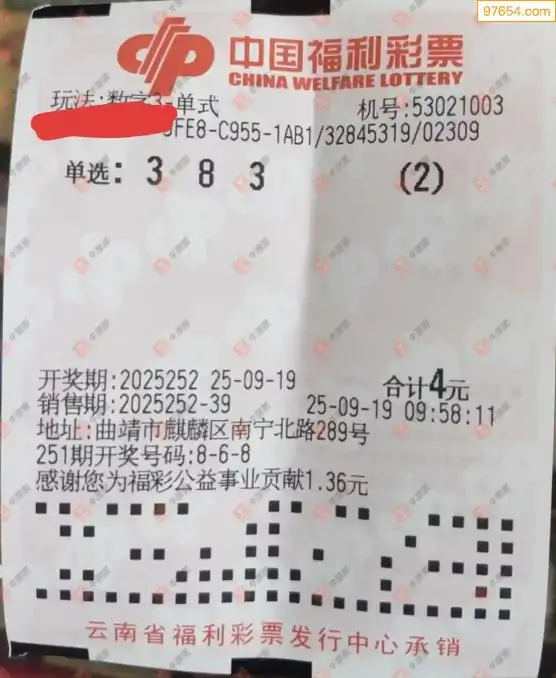 97654.com
中国福利彩票
CHINA WELFARE LOTTERY
玩法:数字3-单式 机号:53021003
FE8-C955-1AB1/32845319/02309
单选: 3 8 3 (2)
开奖期:2025252 25-09-19 合计4元
销售期:2025252-39 25-09-19 09:58:11
地址:曲靖市麒麟区南宁北路289号
251期开奖号码:8-6-8
感谢您为福彩公益事业贡献1.36元
云南省福利彩票发行中心承销